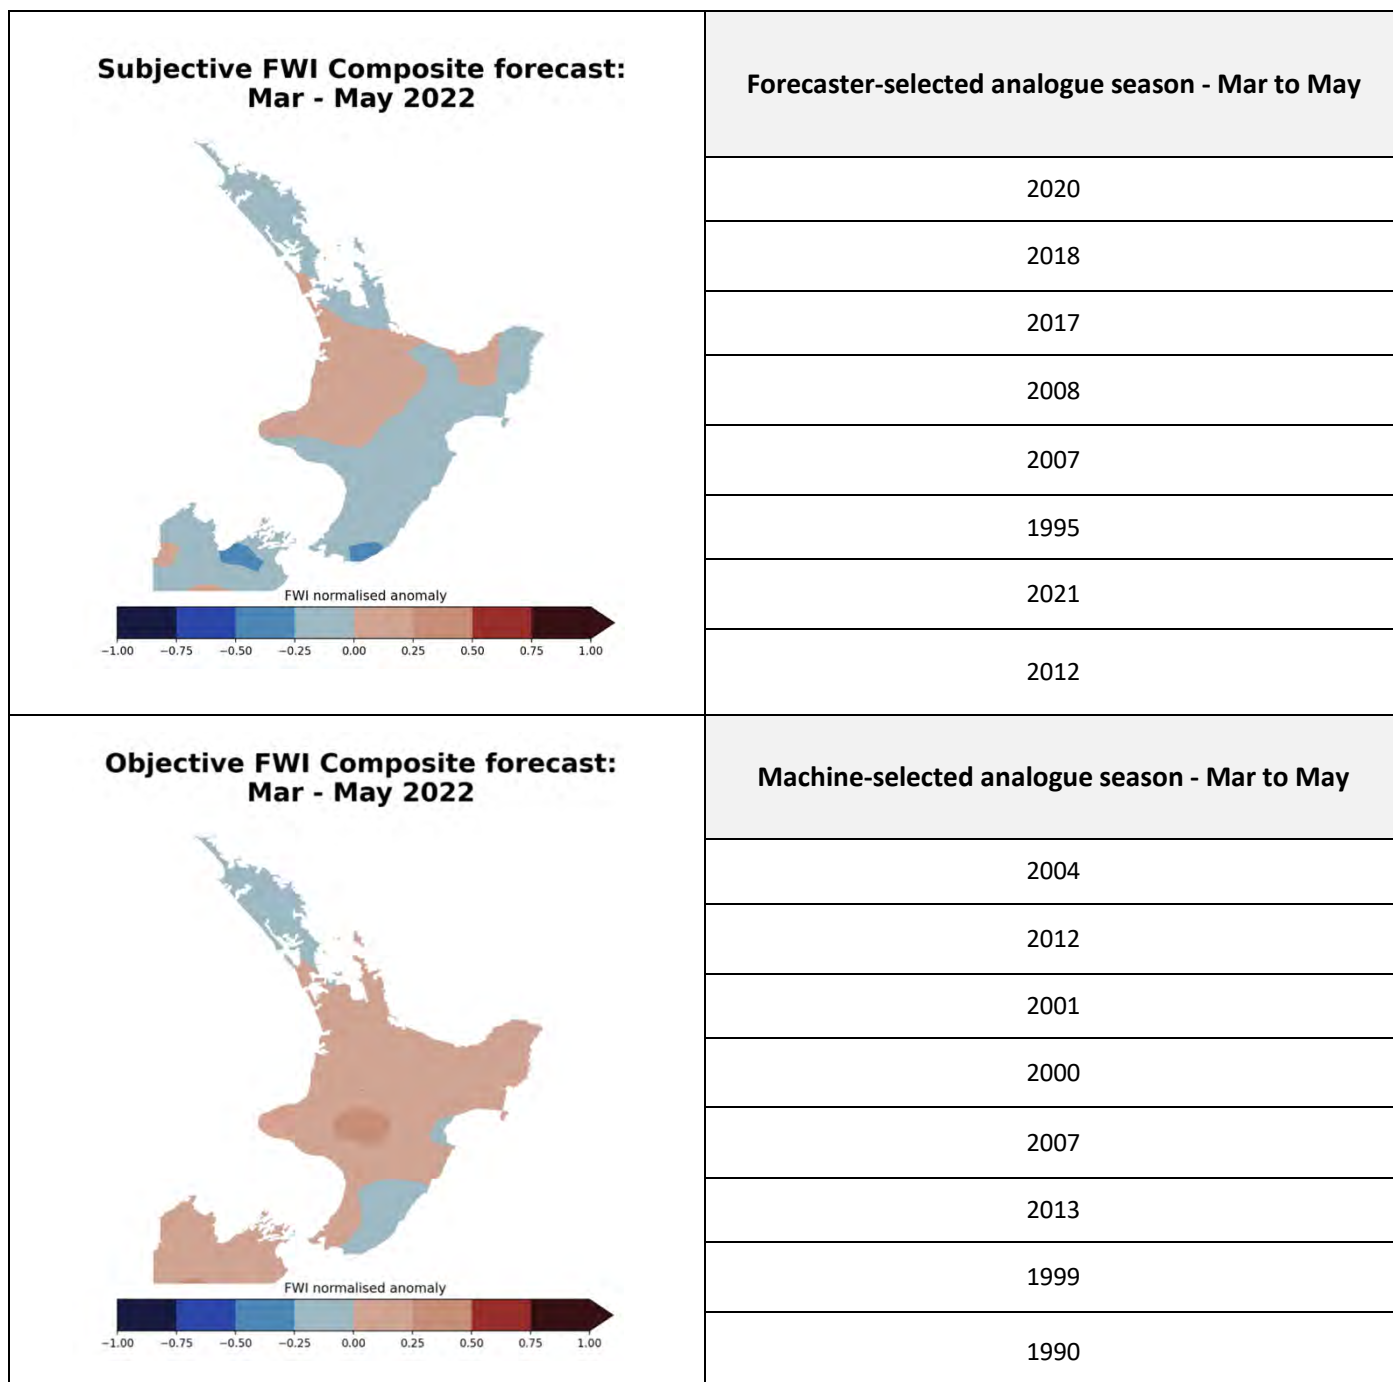 Subjective FWI Composite forecast:
Mar - May 2022
FWI normalised anomaly
−1.00 −0.75 −0.50 −0.25 0.00 0.25 0.50 0.75 1.00
Forecaster-selected analogue season - Mar to May
2020
2018
2017
2008
2007
1995
2021
2012
Objective FWI Composite forecast:
Mar - May 2022
FWI normalised anomaly
−1.00 −0.75 −0.50 −0.25 0.00 0.25 0.50 0.75 1.00
Machine-selected analogue season - Mar to May
2004
2012
2001
2000
2007
2013
1999
1990